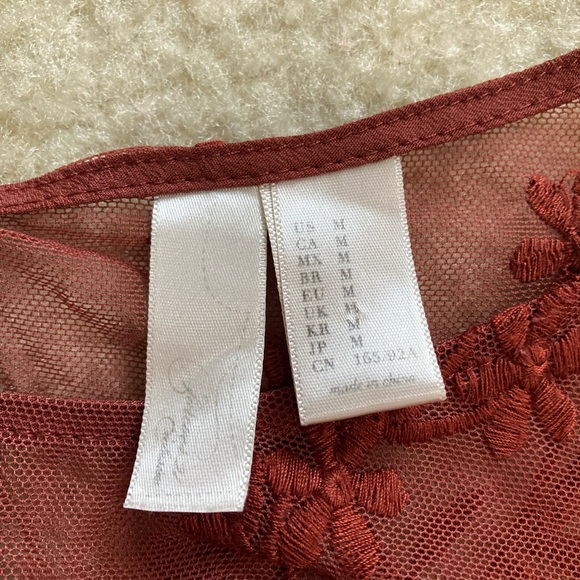 US M
CA M
MX M
BR M
EU M
UK M
KR M
JP M
CN 165/92A
made in china